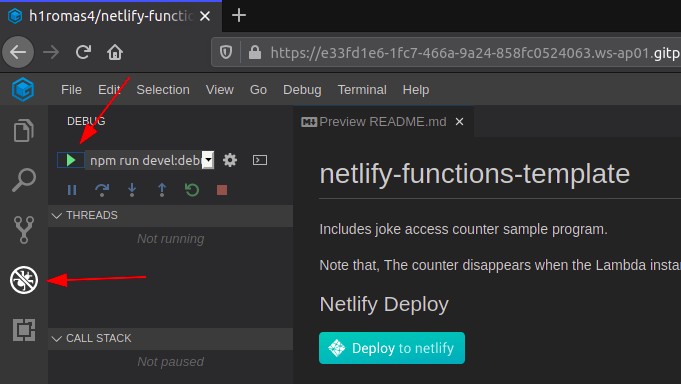 h1romas4/netlify-functio
https://e33fd1e6-1fc7-466a-9a24-858fc0524063.ws-ap01.gitp
File Edit Selection View Go Debug Terminal Help
DEBUG
npm run devel:deb
THREADS
Not running
CALL STACK
Not paused
Preview README.md
netlify-functions-template
Includes joke access counter sample program.
Note that, The counter disappears when the Lambda insta
Netlify Deploy
Deploy to netlify